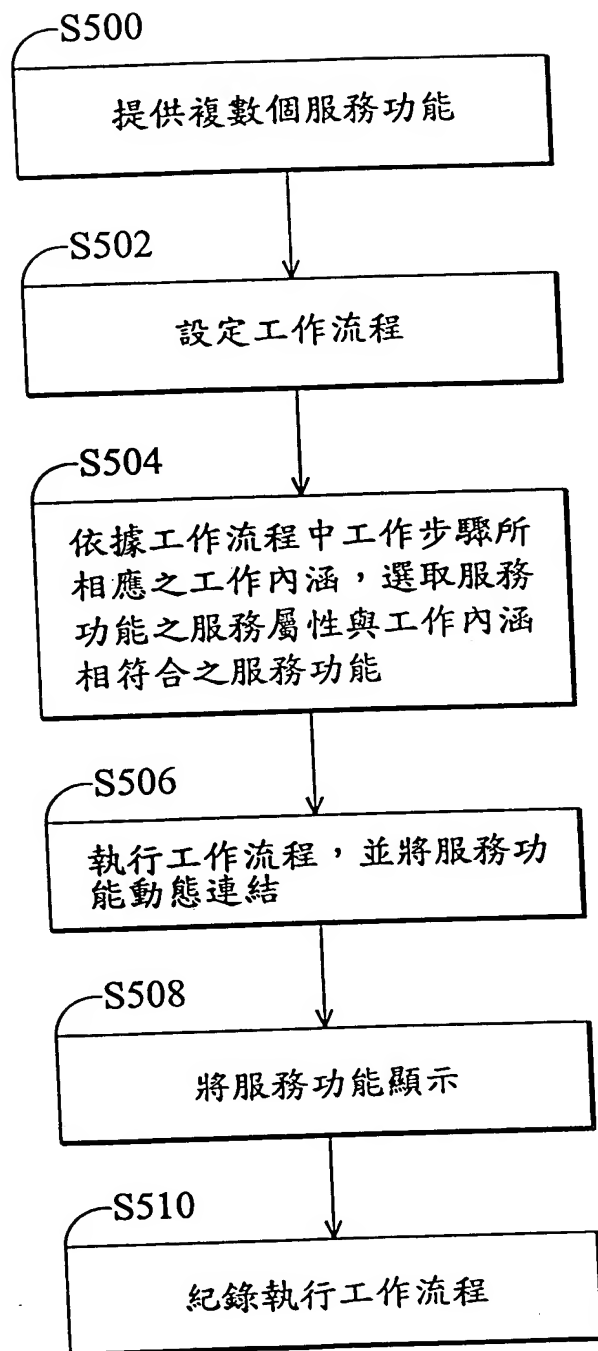 S500
提供複數個服務功能
S502
設定工作流程
S504
依據工作流程中工作步驟所
相應之工作內涵，選取服務
功能之服務屬性與工作內涵
相符合之服務功能
S506
執行工作流程，並將服務功
能動態連結
S508
將服務功能顯示
S510
紀錄執行工作流程